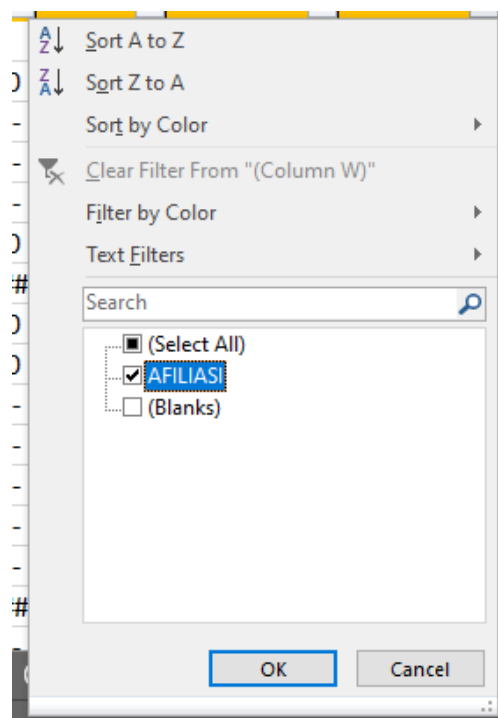 Sort A to Z
Sort Z to A
Sort by Color
Clear Filter From "(Column W)"
Filter by Color
Text Filters
Search
(Select All)
AFILIASI
(Blanks)
OK
Cancel